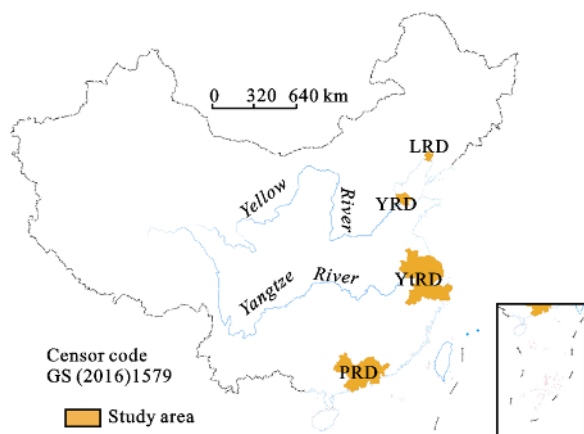 0 320 640 km
LRD
Yellow
River
YRD
Yangtze
River
YtRD
Censor code
GS (2016)1579
PRD
Study area